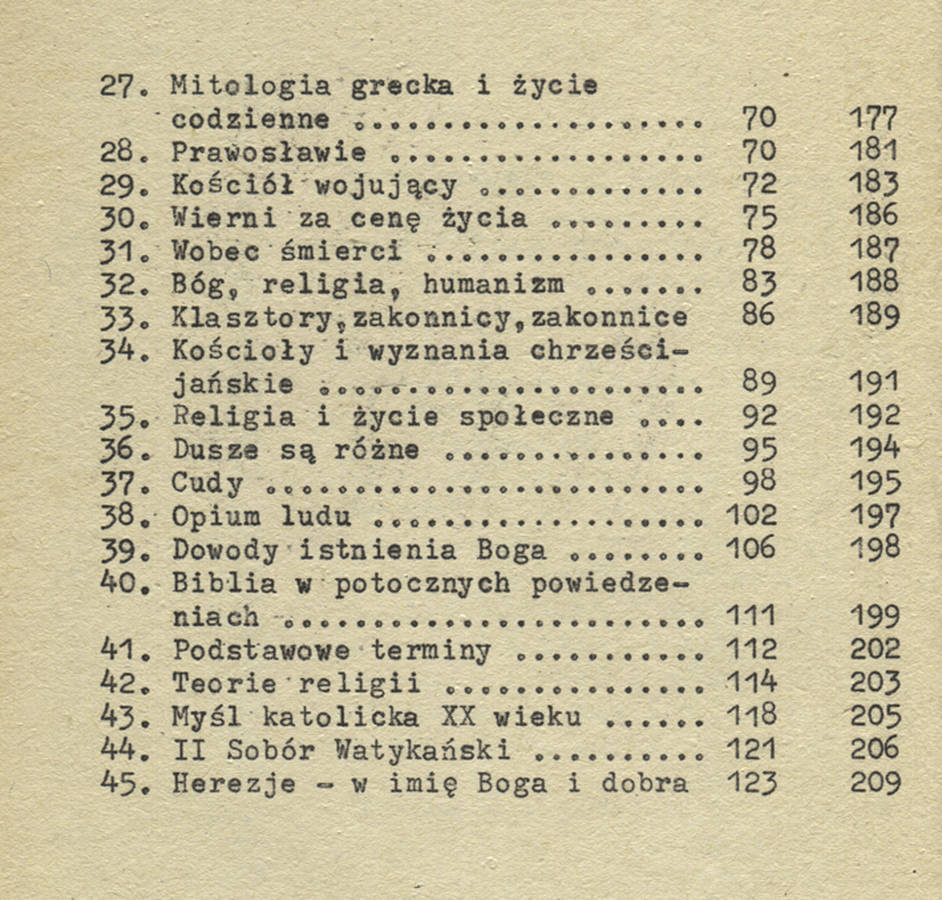 27. Mitologia grecka i życie
codzienne .................... 70 177
28. Prawosławie .................. 70 181
29. Kościół wojujący ............. 72 183
30. Wierni za cenę życia ......... 75 186
31. Wobec śmierci ................ 78 187
32. Bóg, religia, humanizm ....... 83 188
33. Klasztory,zakonnicy,zakonnice 86 189
34. Kościoły i wyznania chrześci-
jańskie ...................... 89 191
35. Religia i życie społeczne .... 92 192
36. Dusze są różne ............... 95 194
37. Cudy ......................... 98 195
38. Opium ludu ................... 102 197
39. Dowody istnienia Boga ........ 106 198
40. Biblia w potocznych powiedze-
niach ........................ 111 199
41. Podstawowe terminy ........... 112 202
42. Teorie religii ............... 114 203
43. Myśl katolicka XX wieku ...... 118 205
44. II Sobór Watykański .......... 121 206
45. Herezje - w imię Boga i dobra 123 209